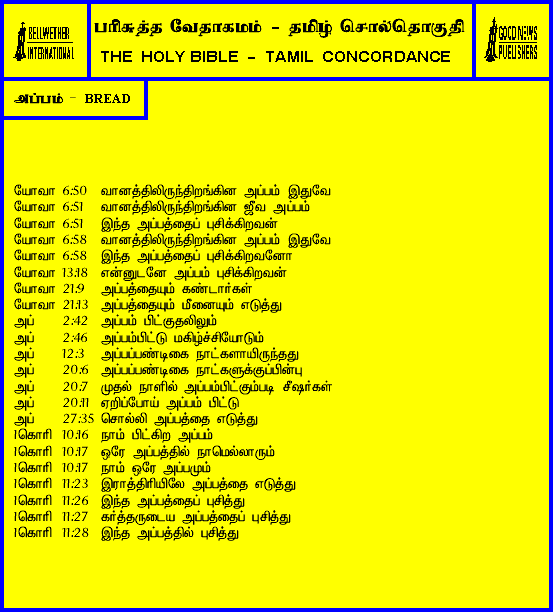 BELLWETHER
INTERNATIONAL
பரிசுத்த வேதாகமம் - தமிழ் சொல்தொகுதி
THE HOLY BIBLE - TAMIL CONCORDANCE
GOOD NEWS
PUBLISHERS
அப்பம் - BREAD
யோவா 6:50 வானத்திலிருந்திறங்கின அப்பம் இதுவே
யோவா 6:51 வானத்திலிருந்திறங்கின ஜீவ அப்பம்
யோவா 6:51 இந்த அப்பத்தைப் புசிக்கிறவன்
யோவா 6:58 வானத்திலிருந்திறங்கின அப்பம் இதுவே
யோவா 6:58 இந்த அப்பத்தைப் புசிக்கிறவனோ
யோவா 13:18 என்னுடனே அப்பம் புசிக்கிறவன்
யோவா 21:9 அப்பத்தையும் கண்டார்கள்
யோவா 21:13 அப்பத்தையும் மீனையும் எடுத்து
அப் 2:42 அப்பம் பிட்குதலிலும்
அப் 2:46 அப்பம்பிட்டு மகிழ்ச்சியோடும்
அப் 12:3 அப்பப்பண்டிகை நாட்களாயிருந்தது
அப் 20:6 அப்பப்பண்டிகை நாட்களுக்குப்பின்பு
அப் 20:7 முதல் நாளில் அப்பம்பிட்கும்படி சீஷர்கள்
அப் 20:11 ஏறிப்போய் அப்பம் பிட்டு
அப் 27:35 சொல்லி அப்பத்தை எடுத்து
1கொரி 10:16 நாம் பிட்கிற அப்பம்
1கொரி 10:17 ஒரே அப்பத்தில் நாமெல்லாரும்
1கொரி 10:17 நாம் ஒரே அப்பமும்
1கொரி 11:23 இராத்திரியிலே அப்பத்தை எடுத்து
1கொரி 11:26 இந்த அப்பத்தைப் புசித்து
1கொரி 11:27 கர்த்தருடைய அப்பத்தைப் புசித்து
1கொரி 11:28 இந்த அப்பத்தில் புசித்து